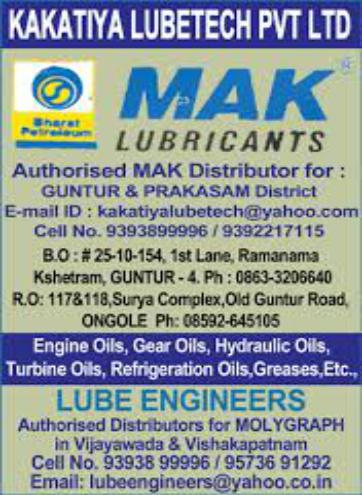 KAKATIYA LUBETECH PVT LTD
Bharat
Petroleum
MAK®
LUBRICANTS
Authorised MAK Distributor for :
GUNTUR & PRAKASAM District
E-mail ID : kakatiyalubetech@yahoo.com
Cell No. 9393899996 / 9392217115
B.O : # 25-10-154, 1st Lane, Ramanama
Kshetram, GUNTUR - 4. Ph : 0863-3206640
R.O: 117&118,Surya Complex,Old Guntur Road,
ONGOLE Ph: 08592-645105
Engine Oils, Gear Oils, Hydraulic Oils,
Turbine Oils, Refrigeration Oils,Greases,Etc.,
LUBE ENGINEERS
Authorised Distributors for MOLYGRAPH
in Vijayawada & Vishakapatnam
Cell No. 93938 99996 / 95736 91292
Email: lubeengineers@yahoo.co.in